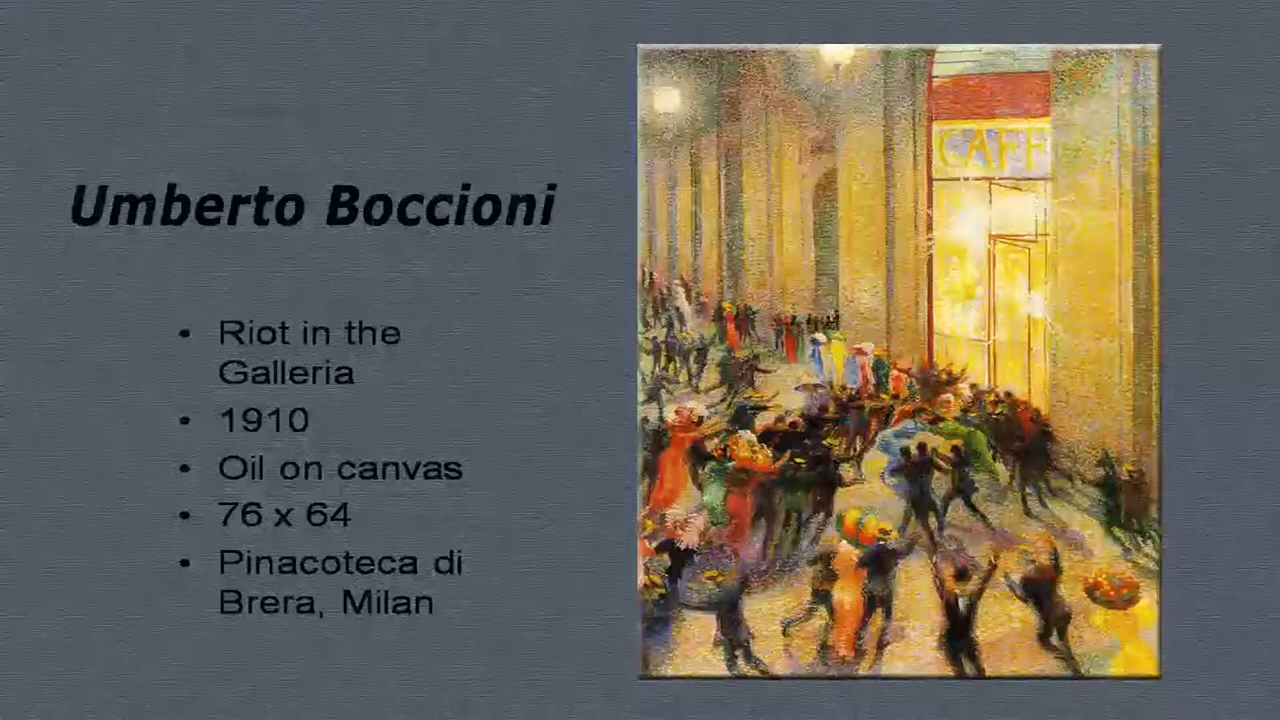 Umberto Boccioni
• Riot in the
Galleria
• 1910
• Oil on canvas
• 76 x 64
• Pinacoteca di
Brera, Milan
CAFF